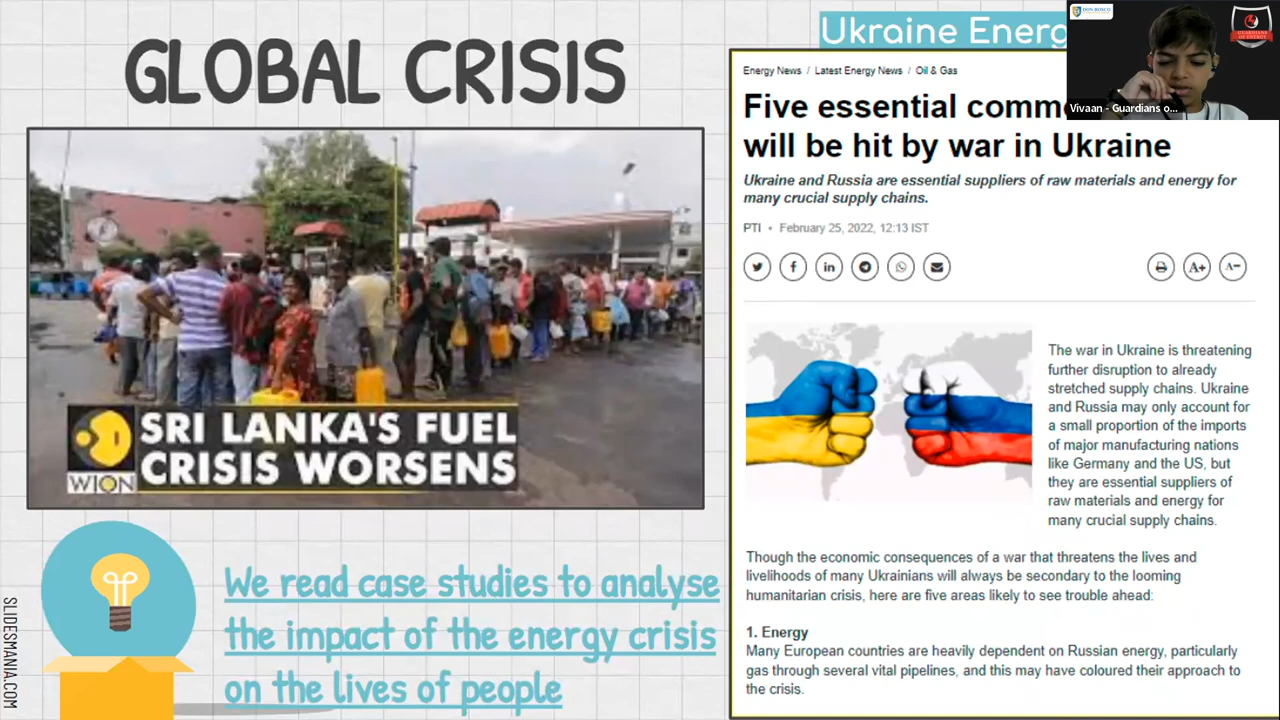 GLOBAL CRISIS
SRI LANKA'S FUEL
CRISIS WORSENS
WION
We read case studies to analyse
the impact of the energy crisis
on the lives of people
SLIDESMANIA.COM
Ukraine Energ
Energy News / Latest Energy News / Oil & Gas
Five essential comm
will be hit by war in Ukraine
Ukraine and Russia are essential suppliers of raw materials and energy for
many crucial supply chains.
PTI • February 25, 2022, 12:13 IST
A+
A-
The war in Ukraine is threatening
further disruption to already
stretched supply chains. Ukraine
and Russia may only account for
a small proportion of the imports
of major manufacturing nations
like Germany and the US, but
they are essential suppliers of
raw materials and energy for
many crucial supply chains.
Though the economic consequences of a war that threatens the lives and
livelihoods of many Ukrainians will always be secondary to the looming
humanitarian crisis, here are five areas likely to see trouble ahead:
1. Energy
Many European countries are heavily dependent on Russian energy, particularly
gas through several vital pipelines, and this may have coloured their approach to
the crisis.
DON BOSCO
GUARDIANS
OF ENERGY
Vivaan - Guardians o...